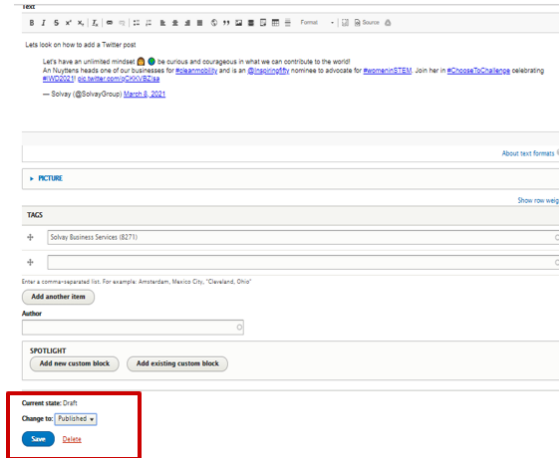 Text
Format
Source
Lets look on how to add a Twitter post
Let's have an unlimited mindset be curious and courageous in what we can contribute to the world!
An Nuyttens heads one of our businesses for #cleanmobility and is an @Inspiringfifty nominee to advocate for #womeninSTEM. Join her in #ChooseToChallenge celebrating
#IWD2021!
— Solvay (@SolvayGroup) March 8, 2021
About text formats
PICTURE
Show row weig
TAGS
Solvay Business Services (8271)
Enter a comma-separated list. For example: Amsterdam, Mexico City, "Cleveland, Ohio"
Add another item
Author
SPOTLIGHT
Add new custom block Add existing custom block
Current state: Draft
Change to: Published
Save Delete